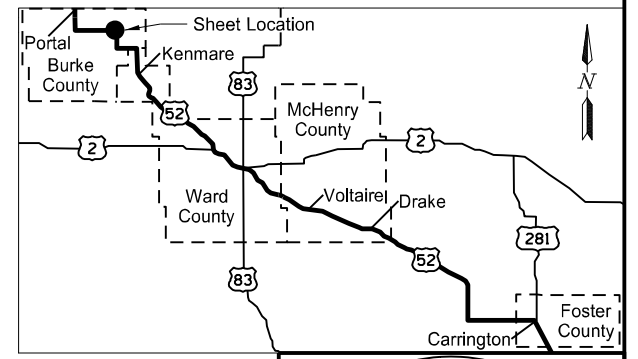 Sheet Location
Portal
Kenmare
Burke
County
83
52
McHenry
County
2
2
Ward
County
Voltaire
Drake
281
52
83
Foster
County
Carrington
N